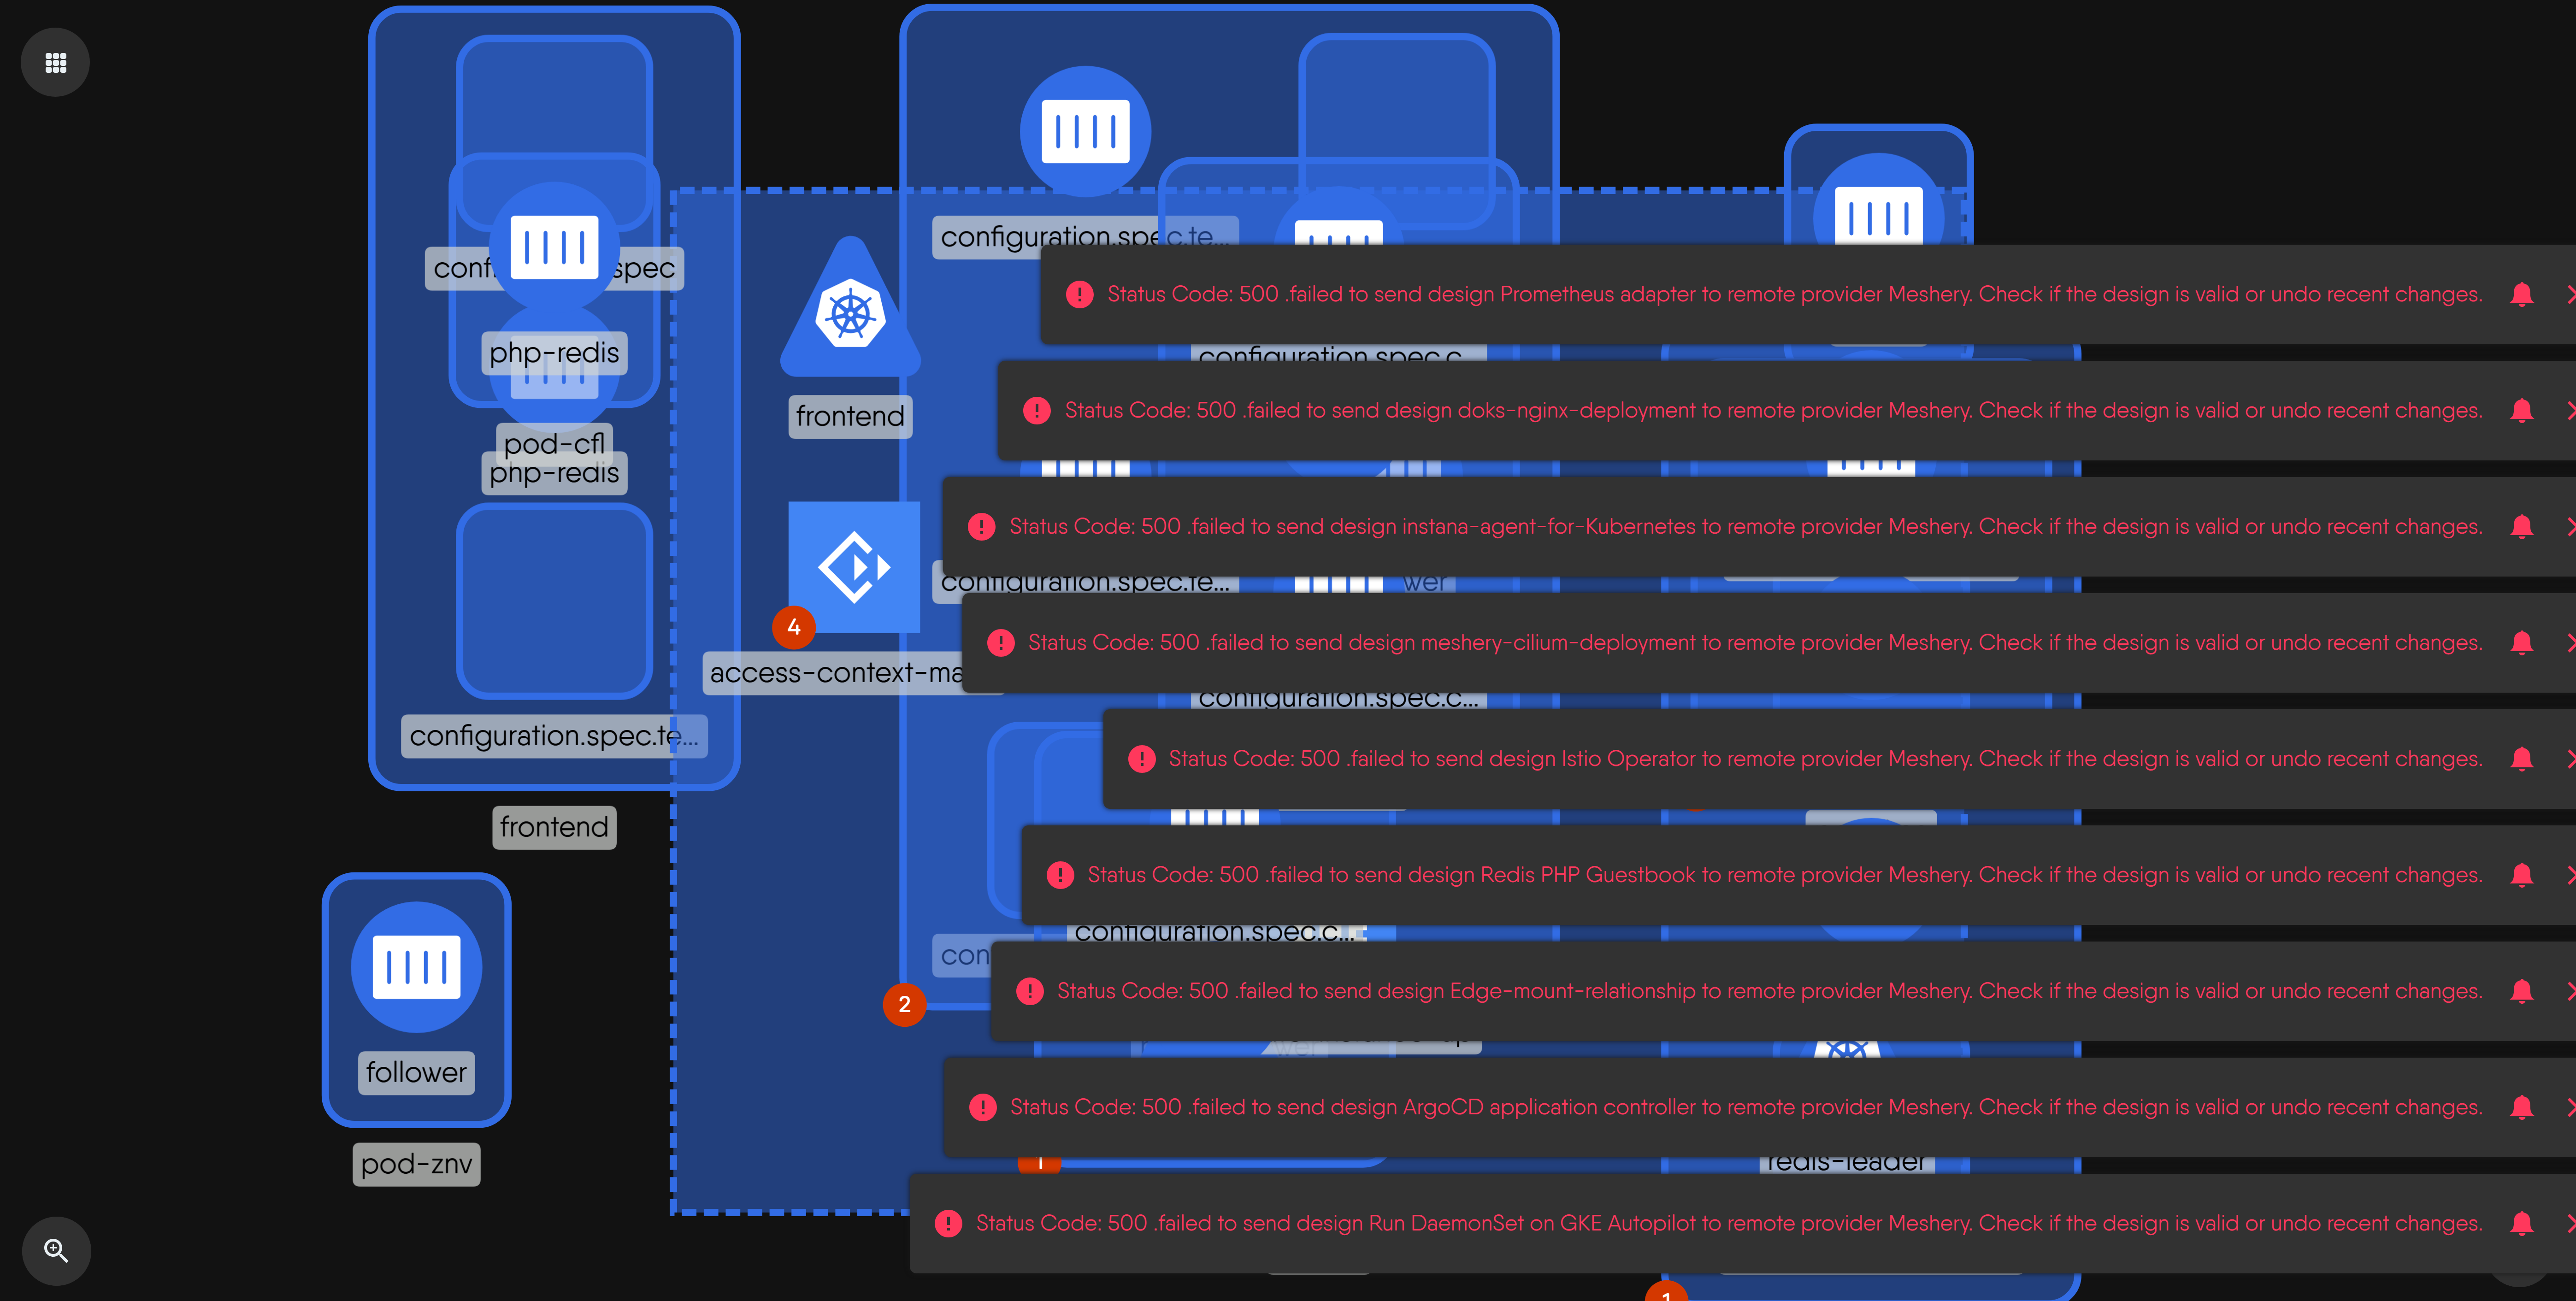 configuration.spec.te...
conf
spec
php-redis
pod-cfl
php-redis
frontend
configuration.spec.te...
frontend
access-context-ma
4
follower
pod-znv
Status Code: 500 .failed to send design Prometheus adapter to remote provider Meshery. Check if the design is valid or undo recent changes.
configuration.spec.c...
Status Code: 500 .failed to send design doks-nginx-deployment to remote provider Meshery. Check if the design is valid or undo recent changes.
Status Code: 500 .failed to send design instana-agent-for-Kubernetes to remote provider Meshery. Check if the design is valid or undo recent changes.
configuration.spec.te...
wer
Status Code: 500 .failed to send design meshery-cilium-deployment to remote provider Meshery. Check if the design is valid or undo recent changes.
configuration.spec.c...
Status Code: 500 .failed to send design Istio Operator to remote provider Meshery. Check if the design is valid or undo recent changes.
Status Code: 500 .failed to send design Redis PHP Guestbook to remote provider Meshery. Check if the design is valid or undo recent changes.
configuration.spec.c...
con
2
Status Code: 500 .failed to send design Edge-mount-relationship to remote provider Meshery. Check if the design is valid or undo recent changes.
Status Code: 500 .failed to send design ArgoCD application controller to remote provider Meshery. Check if the design is valid or undo recent changes.
redis-leader
Status Code: 500 .failed to send design Run DaemonSet on GKE Autopilot to remote provider Meshery. Check if the design is valid or undo recent changes.
1